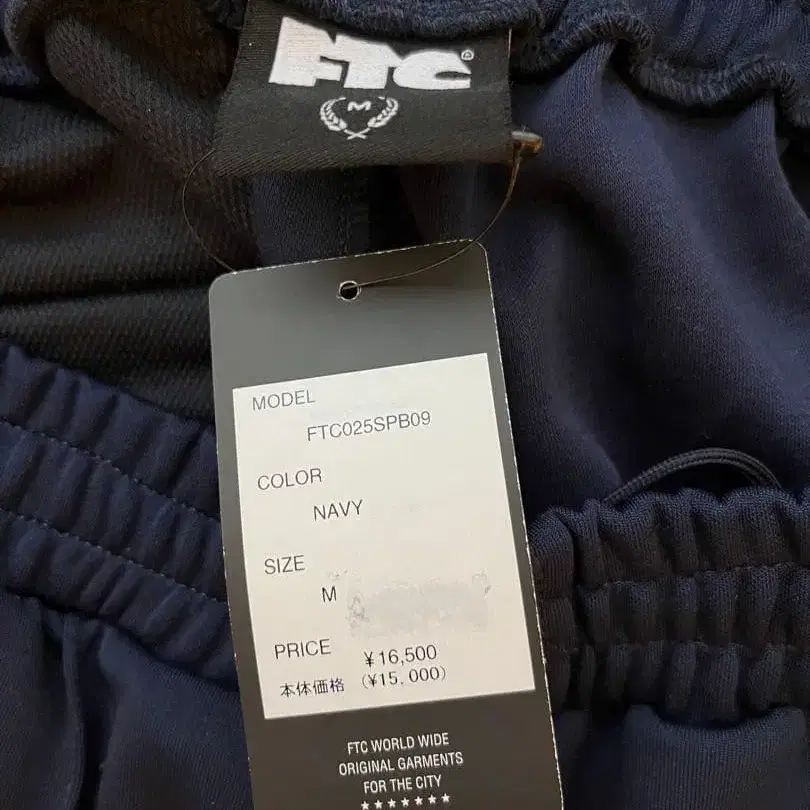 FTC®
M
MODEL
FTC025SPB09
COLOR
NAVY
SIZE
M
PRICE ¥16,500
本体価格 (¥15,000)
FTC WORLD WIDE
ORIGINAL GARMENTS
FOR THE CITY
★★★★★★★